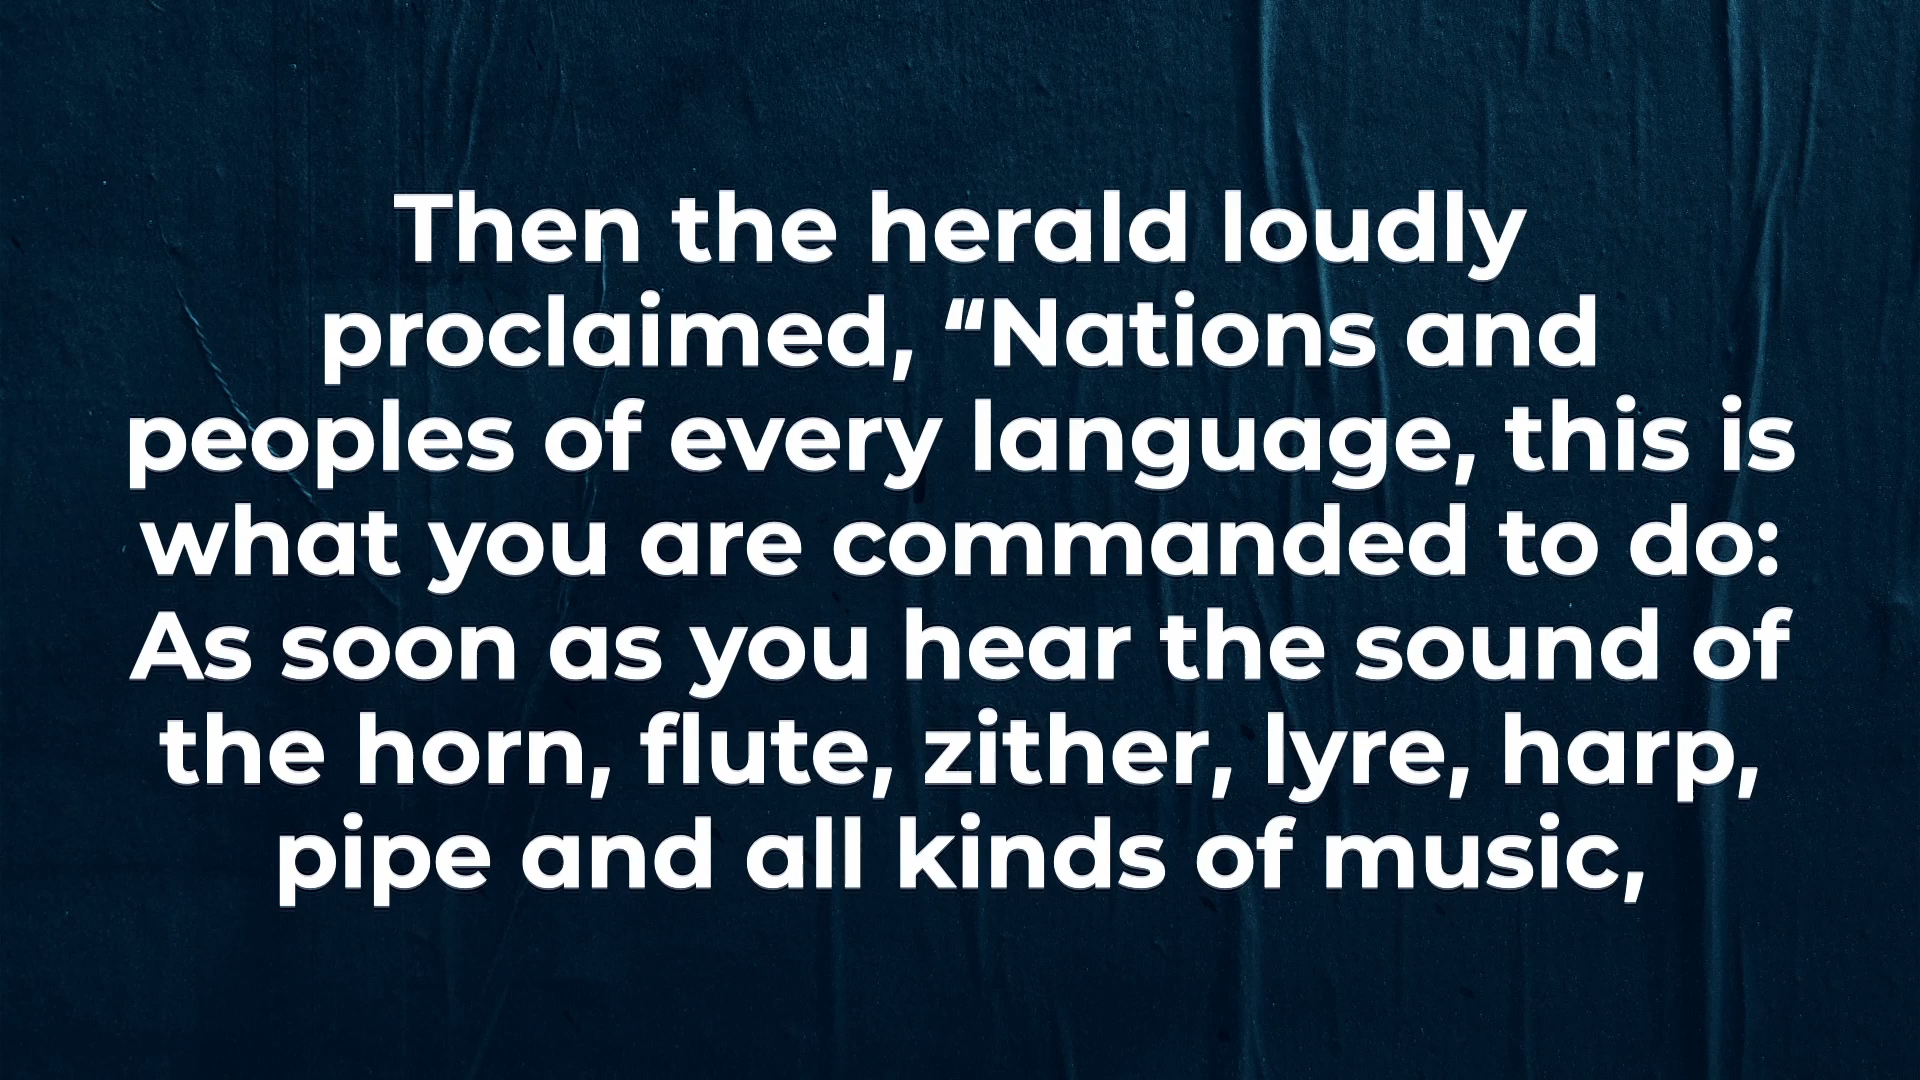 Then the herald loudly
proclaimed, “Nations and
peoples of every language, this is
what you are commanded to do:
As soon as you hear the sound of
the horn, flute, zither, lyre, harp,
pipe and all kinds of music,